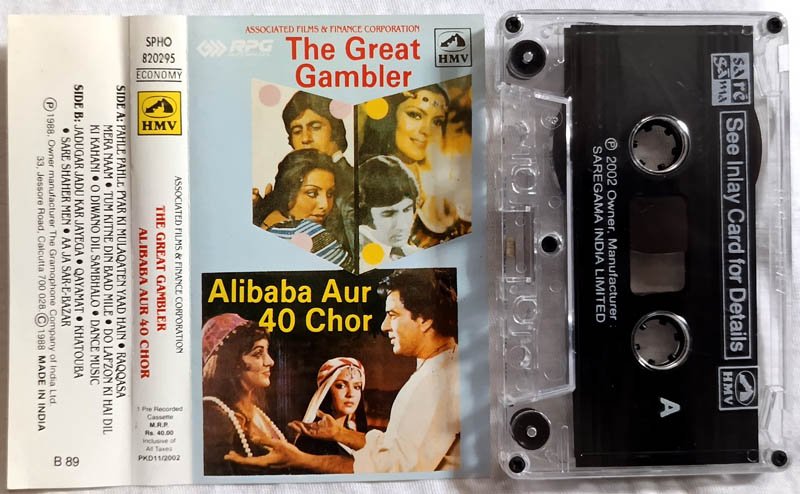 SPHO
820295
ECONOMY
HMV
ASSOCIATED FILMS & FINANCE CORPORATION
THE GREAT GAMBLER
ALIBABA AUR 40 CHOR
SIDE A: PAHLE PAHLE PYAR KI MULAQATEN YAAD HAIN • RAQQASA
MERA NAAM • TUM KITNE DIN BAAD MILE • DO LAFZON KI HAI DIL
KI KAHANI • O DIWANO DIL SAMBHALO • DANCE MUSIC
SIDE B: JADUGAR JADU KAR JAYEGA • QAYAMAT • KHATOUBA
• SARE SHAHER MEN • AA JA SAR-E-BAZAR
Ⓟ 1988, Owner manufacturer The Gramophone Company of India Ltd.
33, Jessore Road, Calcutta 700 028 Ⓒ 1988 MADE IN INDIA
1 Pre Recorded
Cassette
M.R.P.
Rs. 40.00
Inclusive of
All Taxes
PKD11/2002
B 89
ASSOCIATED FILMS & FINANCE CORPORATION
RPG
The Great
Gambler
HMV
Alibaba Aur
40 Chor
SA RE
GA MA
See Inlay Card for Details
HMV
Ⓟ 2002 Owner, Manufacturer :
SAREGAMA INDIA LIMITED
A